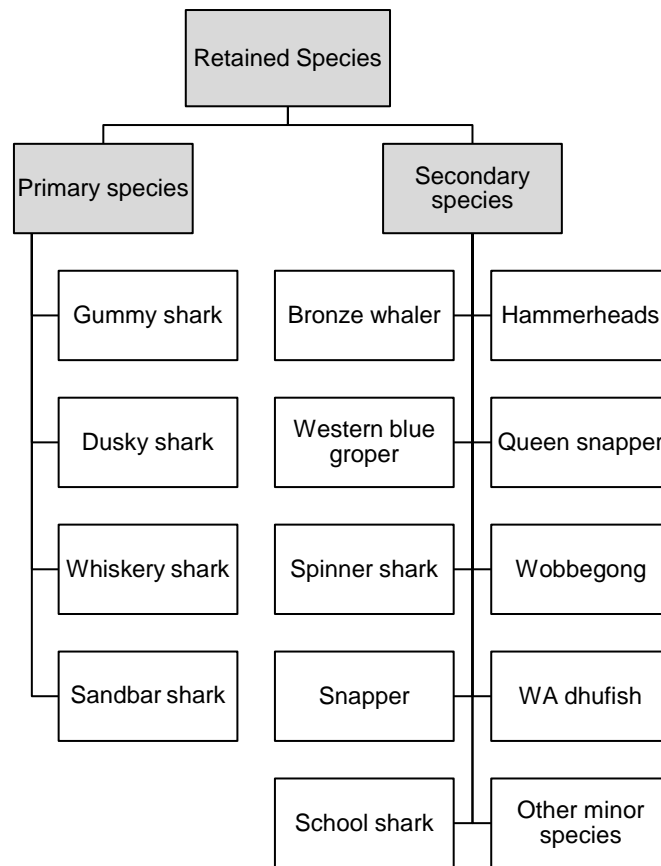 Retained Species
Primary species
Secondary
species
Gummy shark
Bronze whaler
Hammerheads
Dusky shark
Western blue
groper
Queen snapper
Whiskery shark
Spinner shark
Wobbegong
Sandbar shark
Snapper
WA dhufish
School shark
Other minor
species